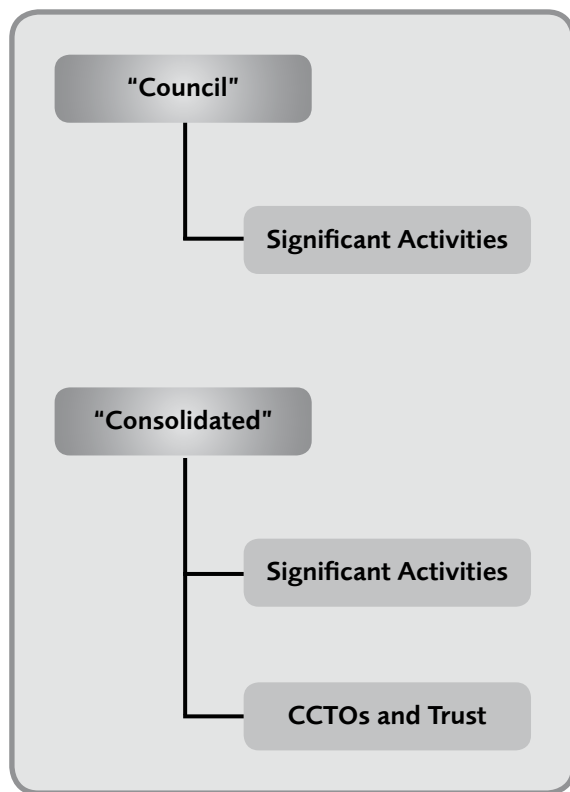 “Council”
Significant Activities
“Consolidated”
Significant Activities
CCTOs and Trust